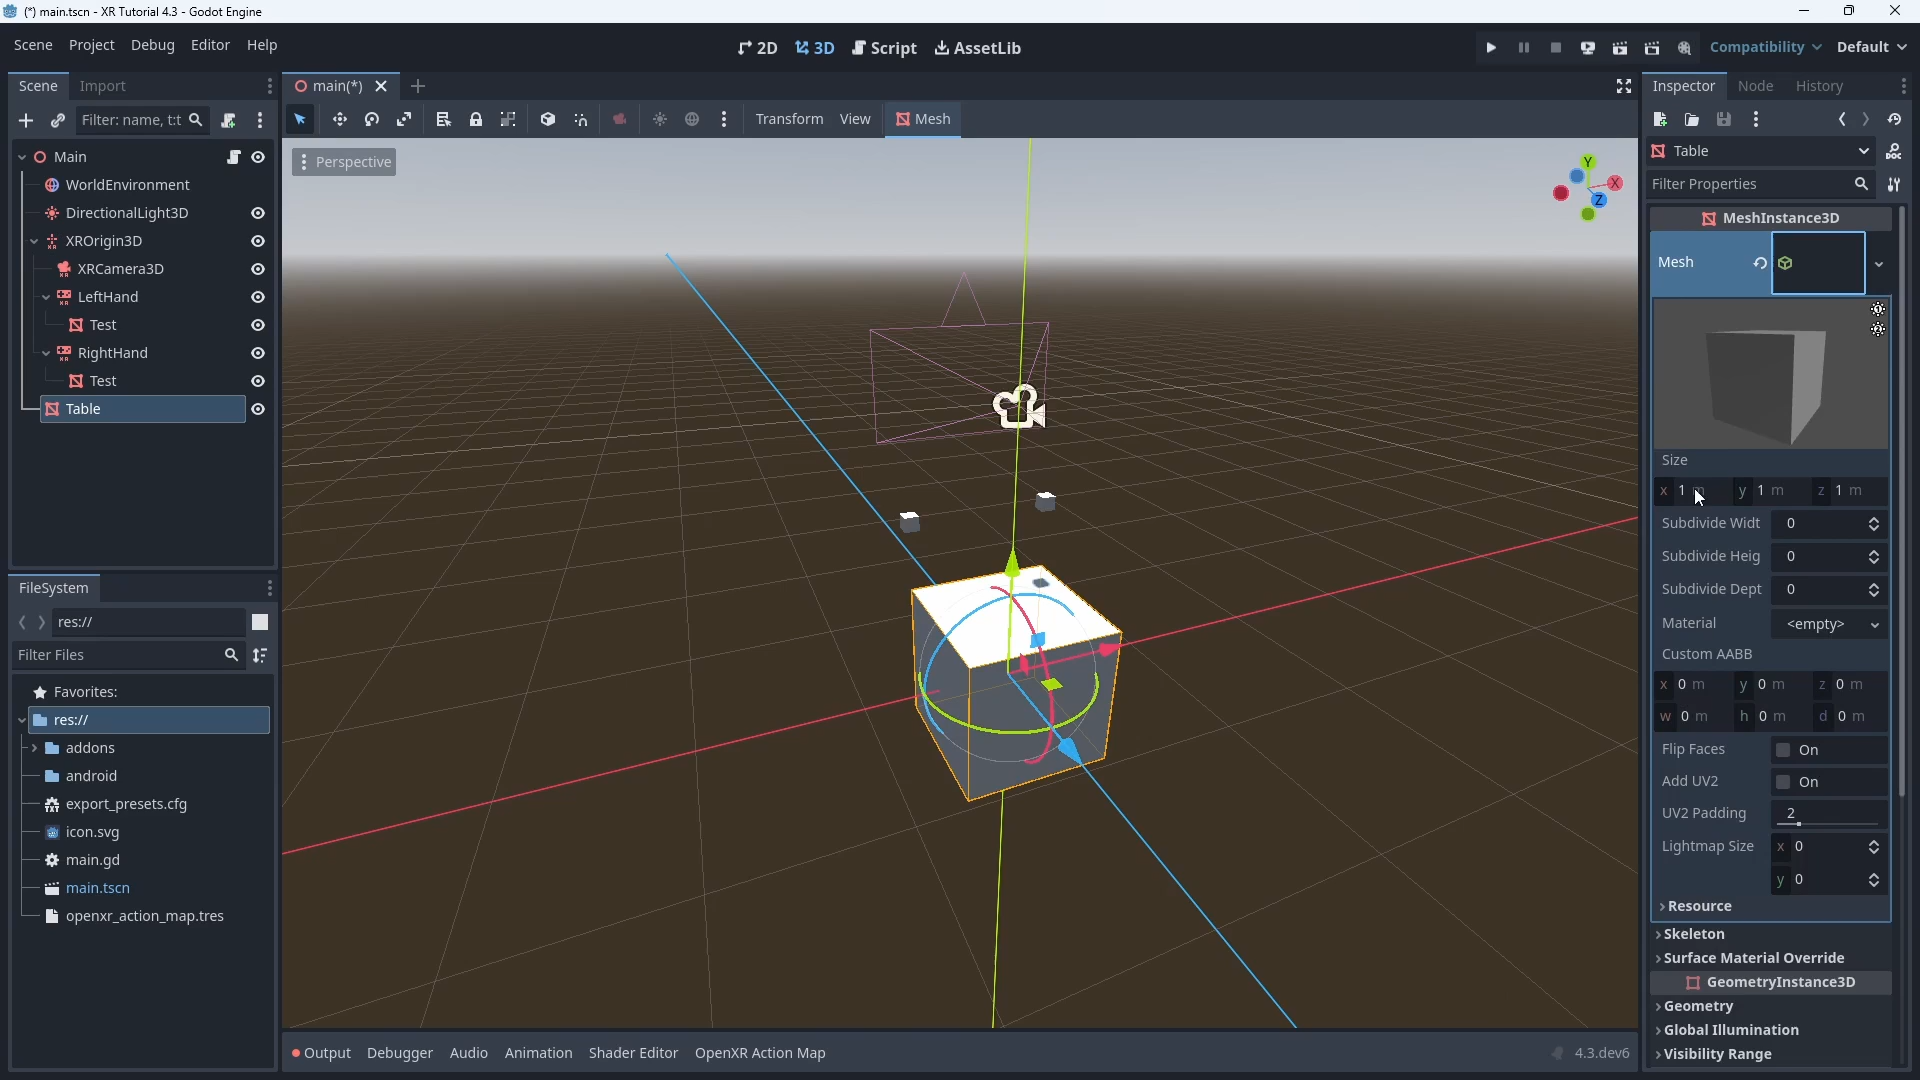 (*) main.tscn - XR Tutorial 4.3 - Godot Engine
Scene Project Debug Editor Help
2D 3D Script AssetLib
Compatibility Default
Scene Import
Filter: name, t:t
Main
WorldEnvironment
DirectionalLight3D
XROrigin3D
XRCamera3D
LeftHand
Test
RightHand
Test
Table
FileSystem
res://
Filter Files
Favorites:
res://
addons
android
export_presets.cfg
icon.svg
main.gd
main.tscn
openxr_action_map.tres
main(*)
Transform View Mesh
Perspective
Y
X
Z
Output Debugger Audio Animation Shader Editor OpenXR Action Map
4.3.dev6
Inspector Node History
Table
DOC
Filter Properties
MeshInstance3D
Mesh
1
2
Size
x 1 m y 1 m z 1 m
Subdivide Widt 0
Subdivide Heig 0
Subdivide Dept 0
Material <empty>
Custom AABB
x 0 m y 0 m z 0 m
w 0 m h 0 m d 0 m
Flip Faces On
Add UV2 On
UV2 Padding 2
Lightmap Size x 0
y 0
Resource
Skeleton
Surface Material Override
GeometryInstance3D
Geometry
Global Illumination
Visibility Range